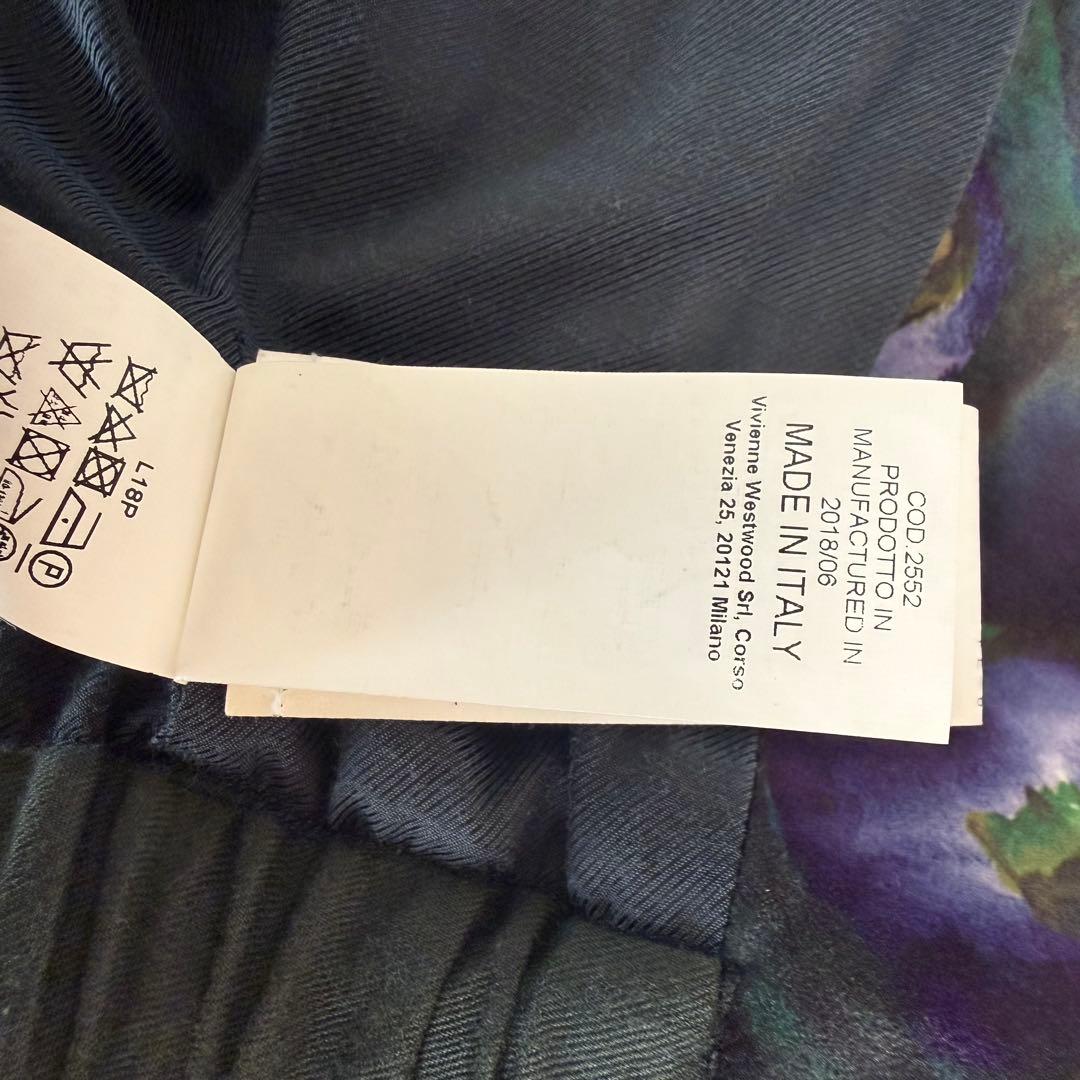 COD.2552
PRODOTTO IN
MANUFACTURED IN
2018/06
MADE IN ITALY
Vivienne Westwood Srl, Corso
Venezia 25, 20121 Milano
L18P
P